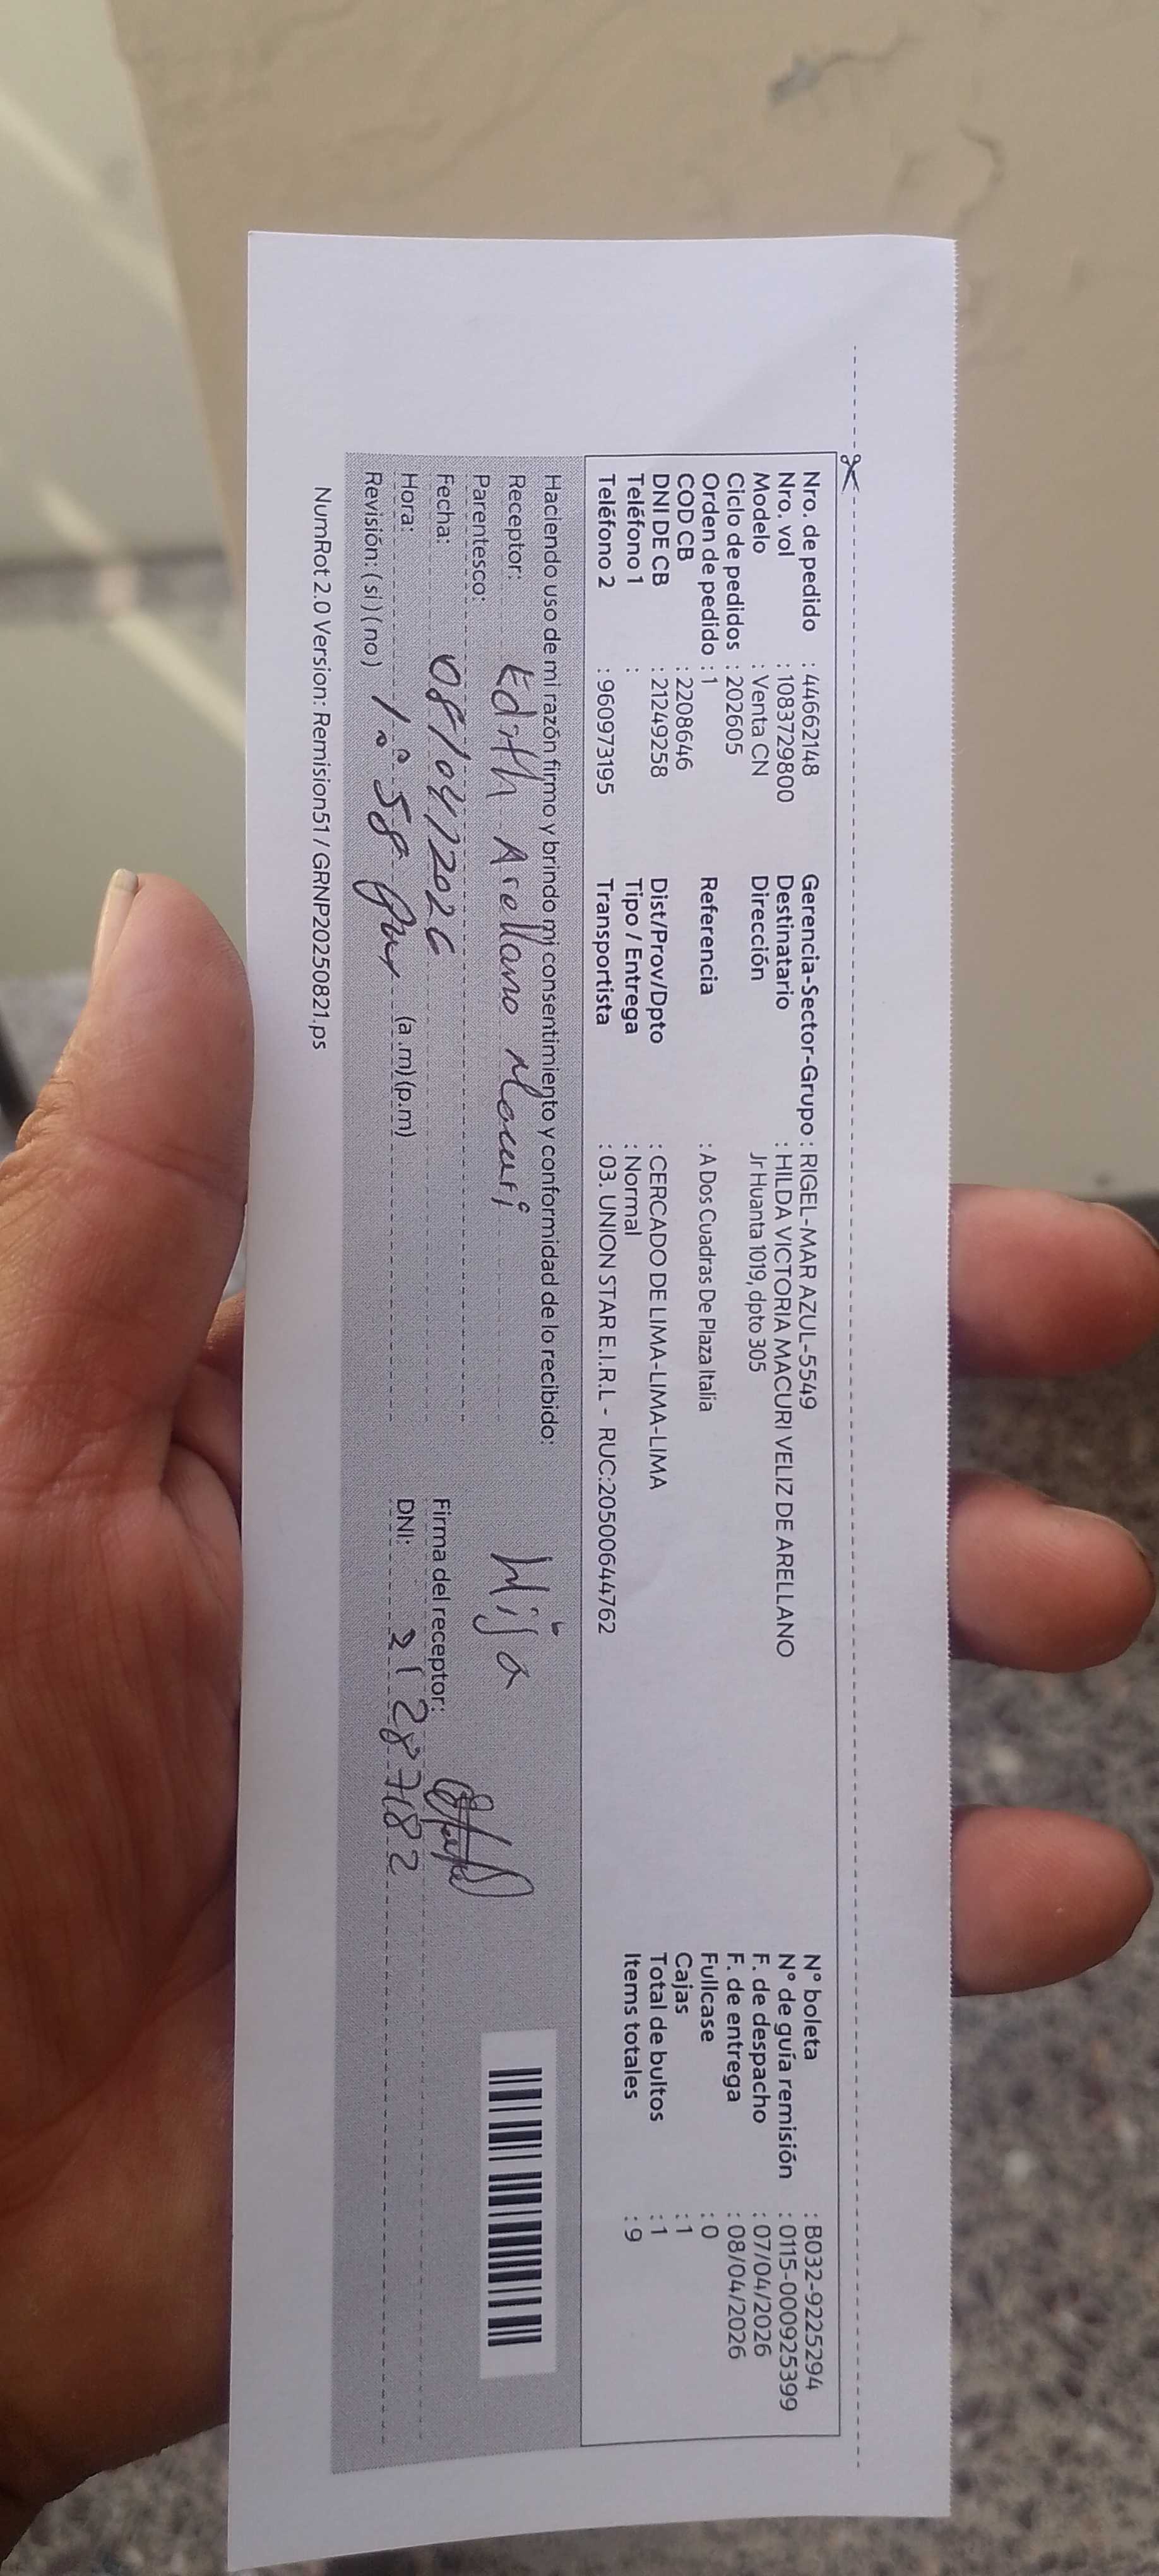 Nro. de pedido : 44662148 Gerencia-Sector-Grupo : RIGEL-MAR AZUL-5549 N° boleta : B032-9225294
Nro. vol : 1083729800 Destinatario : HILDA VICTORIA MACURI VELIZ DE ARELLANO N° de guía remisión : 0115-000925399
Modelo : Venta CN Dirección Jr Huanta 1019, dpto 305 F. de despacho : 07/04/2026
Ciclo de pedidos : 202605 F. de entrega : 08/04/2026
Orden de pedido : 1 Referencia : A Dos Cuadras De Plaza Italia Fullcase : 0
COD CB : 2208646 Cajas : 1
DNI DE CB : 21249258 Dist/Prov/Dpto : CERCADO DE LIMA-LIMA-LIMA Total de bultos : 1
Teléfono 1 : Tipo / Entrega : Normal Items totales : 9
Teléfono 2 : 960973195 Transportista : 03. UNION STAR E.I.R.L - RUC:20500644762
Haciendo uso de mi razón firmo y brindo mi consentimiento y conformidad de lo recibido:
Receptor: Edith Arellano Macuri Hija
Parentesco:
Fecha: 08/04/2026 Firma del receptor:
Hora: 1:58 pm (a.m) (p.m) DNI: 21287182
Revisión: ( si ) ( no )
NumRot 2.0 Version: Remision51 / GRNP20250821.ps